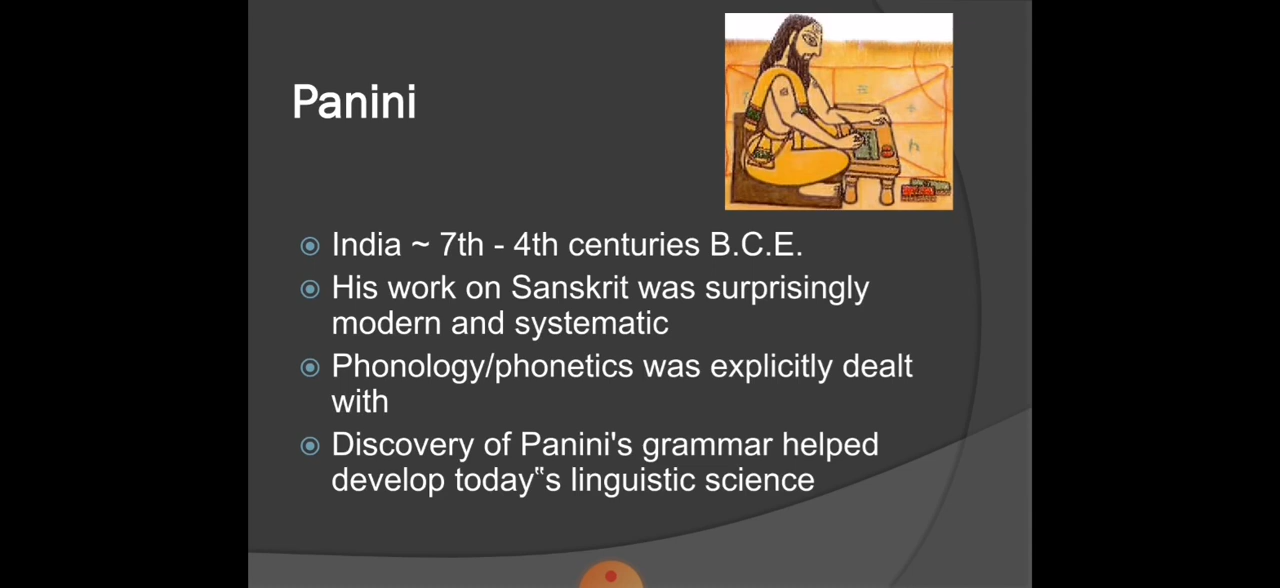 Panini
India ~ 7th - 4th centuries B.C.E.
His work on Sanskrit was surprisingly
modern and systematic
Phonology/phonetics was explicitly dealt
with
Discovery of Panini's grammar helped
develop today‟s linguistic science